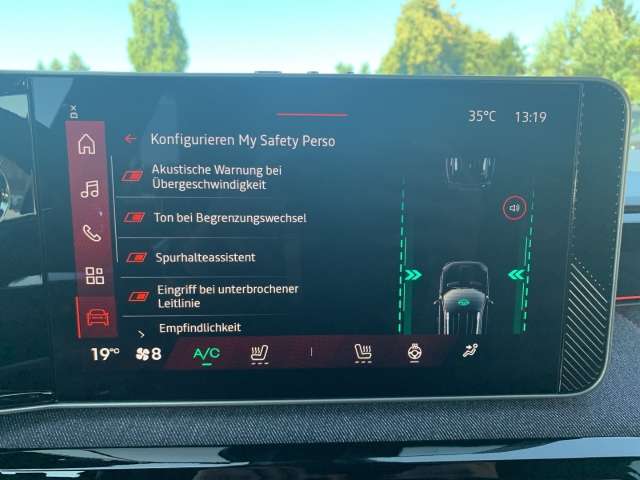 35°C 13:19
← Konfigurieren My Safety Perso
Akustische Warnung bei
Übergeschwindigkeit
Ton bei Begrenzungswechsel
Spurhalteassistent
Eingriff bei unterbrochener
Leitlinie
Empfindlichkeit
19°C 8 A/C